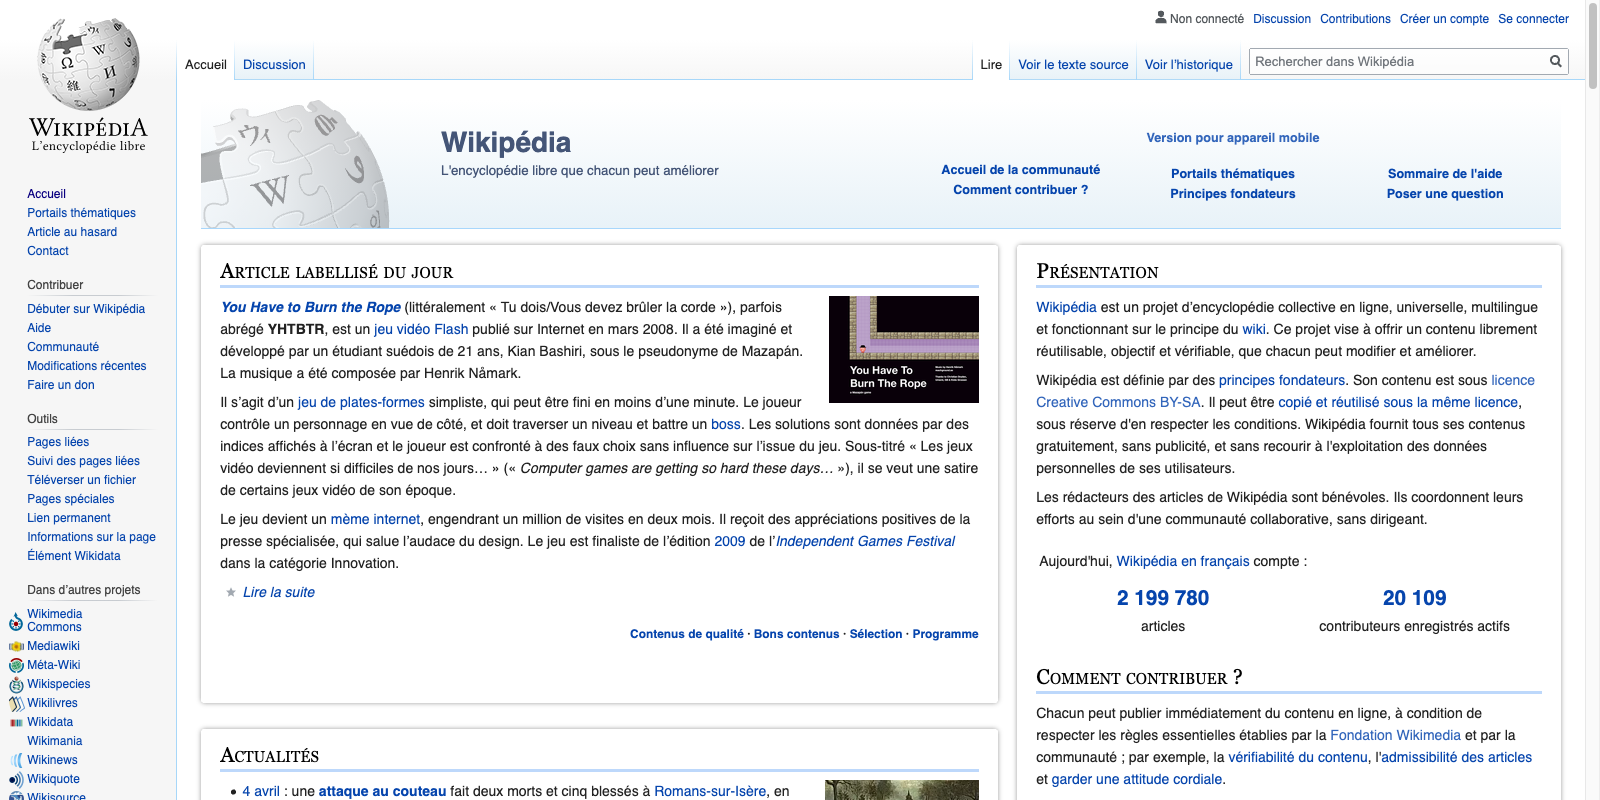 WIKIPÉDIA
L'encyclopédie libre
Non connecté Discussion Contributions Créer un compte Se connecter
Accueil Discussion Lire Voir le texte source Voir l'historique Rechercher dans Wikipédia
Accueil
Portails thématiques
Article au hasard
Contact
Contribuer
Débuter sur Wikipédia
Aide
Communauté
Modifications récentes
Faire un don
Outils
Pages liées
Suivi des pages liées
Téléverser un fichier
Pages spéciales
Lien permanent
Informations sur la page
Élément Wikidata
Dans d'autres projets
Wikimedia
Commons
Mediawiki
Méta-Wiki
Wikispecies
Wikilivres
Wikidata
Wikimania
Wikinews
Wikiquote
Wikisource
Wikipédia
L'encyclopédie libre que chacun peut améliorer
Version pour appareil mobile
Accueil de la communauté
Comment contribuer ?
Portails thématiques
Principes fondateurs
Sommaire de l'aide
Poser une question
Article labellisé du jour
You Have to Burn the Rope (littéralement « Tu dois/Vous devez brûler la corde »), parfois
abrégé YHTBTR, est un jeu vidéo Flash publié sur Internet en mars 2008. Il a été imaginé et
développé par un étudiant suédois de 21 ans, Kian Bashiri, sous le pseudonyme de Mazapán.
La musique a été composée par Henrik Nåmark.
You Have To
Burn The Rope
Il s'agit d'un jeu de plates-formes simpliste, qui peut être fini en moins d'une minute. Le joueur
contrôle un personnage en vue de côté, et doit traverser un niveau et battre un boss. Les solutions sont données par des
indices affichés à l'écran et le joueur est confronté à des faux choix sans influence sur l'issue du jeu. Sous-titré « Les jeux
vidéo deviennent si difficiles de nos jours… » (« Computer games are getting so hard these days… »), il se veut une satire
de certains jeux vidéo de son époque.
Le jeu devient un mème internet, engendrant un million de visites en deux mois. Il reçoit des appréciations positives de la
presse spécialisée, qui salue l'audace du design. Le jeu est finaliste de l'édition 2009 de l'Independent Games Festival
dans la catégorie Innovation.
Lire la suite
Contenus de qualité · Bons contenus · Sélection · Programme
Actualités
• 4 avril : une attaque au couteau fait deux morts et cinq blessés à Romans-sur-Isère, en
Présentation
Wikipédia est un projet d'encyclopédie collective en ligne, universelle, multilingue
et fonctionnant sur le principe du wiki. Ce projet vise à offrir un contenu librement
réutilisable, objectif et vérifiable, que chacun peut modifier et améliorer.
Wikipédia est définie par des principes fondateurs. Son contenu est sous licence
Creative Commons BY-SA. Il peut être copié et réutilisé sous la même licence,
sous réserve d'en respecter les conditions. Wikipédia fournit tous ses contenus
gratuitement, sans publicité, et sans recourir à l'exploitation des données
personnelles de ses utilisateurs.
Les rédacteurs des articles de Wikipédia sont bénévoles. Ils coordonnent leurs
efforts au sein d'une communauté collaborative, sans dirigeant.
Aujourd'hui, Wikipédia en français compte :
2 199 780 20 109
articles contributeurs enregistrés actifs
Comment contribuer ?
Chacun peut publier immédiatement du contenu en ligne, à condition de
respecter les règles essentielles établies par la Fondation Wikimedia et par la
communauté ; par exemple, la vérifiabilité du contenu, l'admissibilité des articles
et garder une attitude cordiale.